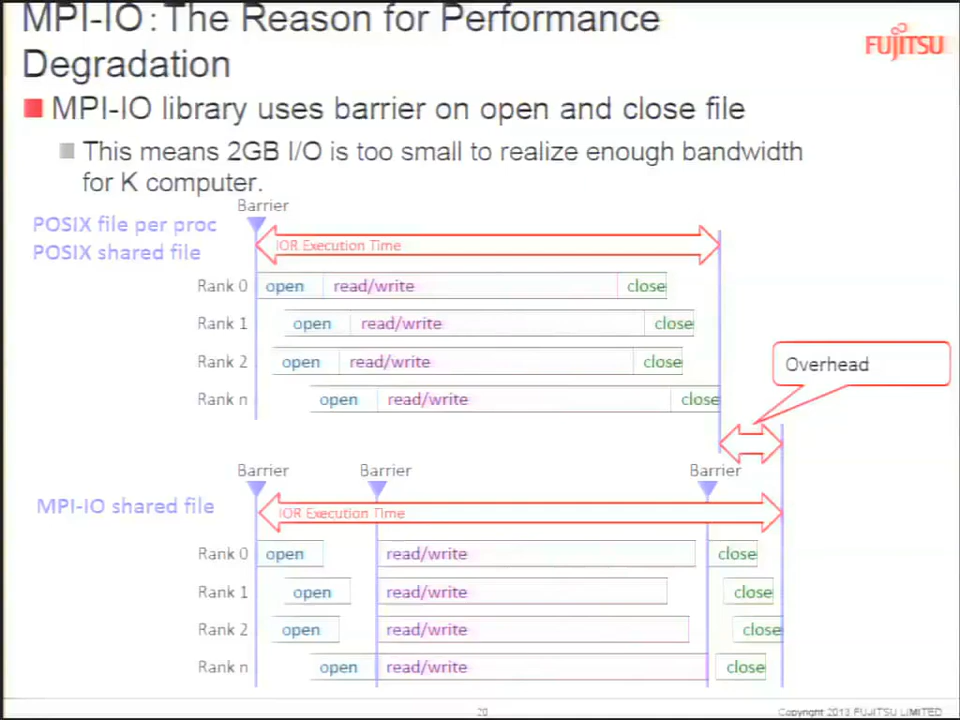 MPI-IO : The Reason for Performance
Degradation
FUJITSU
MPI-IO library uses barrier on open and close file
This means 2GB I/O is too small to realize enough bandwidth
for K computer.
Barrier
POSIX file per proc
POSIX shared file
IOR Execution Time
Rank 0 open read/write close
Rank 1 open read/write close
Rank 2 open read/write close
Rank n open read/write close
Overhead
Barrier Barrier Barrier
MPI-IO shared file
IOR Execution Time
Rank 0 open read/write close
Rank 1 open read/write close
Rank 2 open read/write close
Rank n open read/write close
20
Copyright 2013 FUJITSU LIMITED